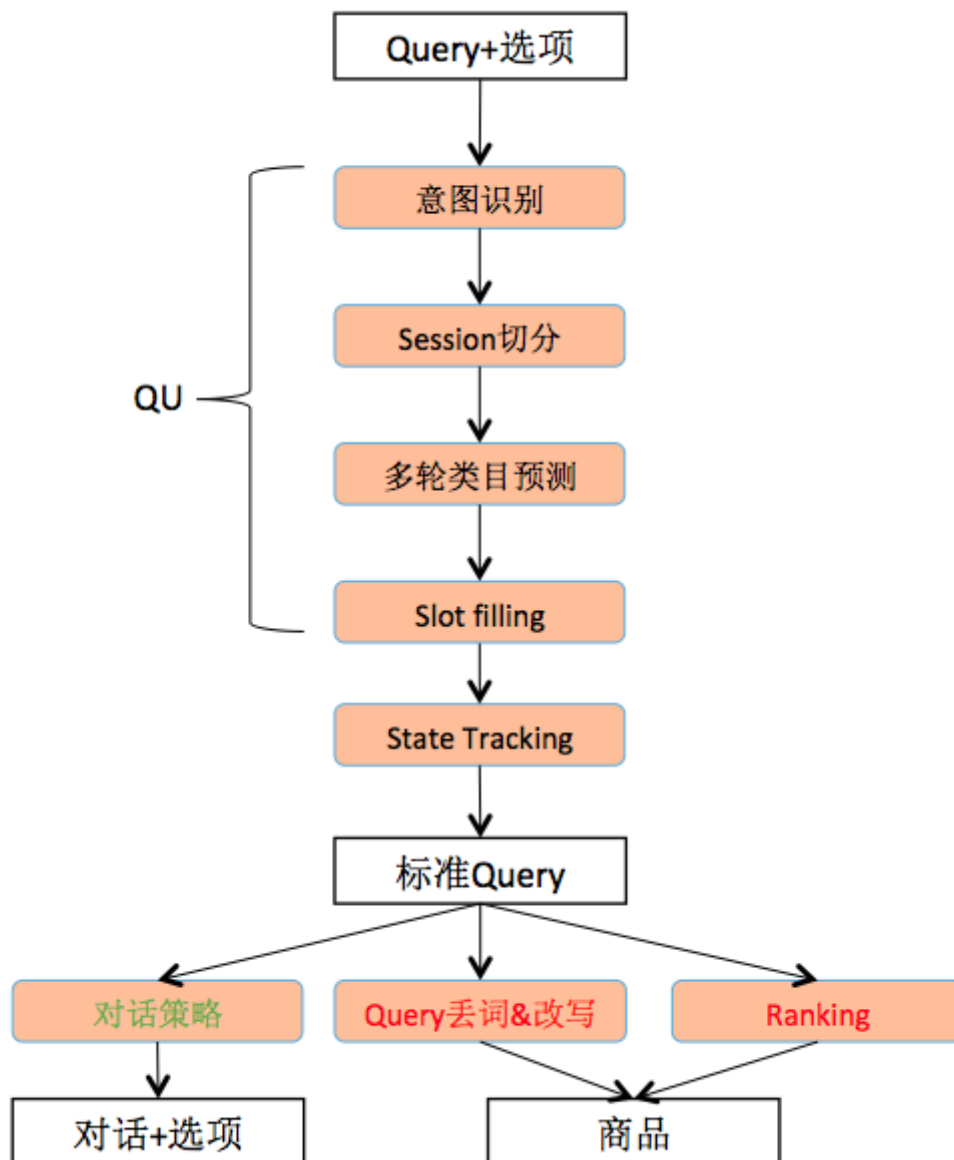 Query+选项
意图识别
Session切分
QU
多轮类目预测
Slot filling
State Tracking
标准Query
对话策略
Query丢词&改写
Ranking
对话+选项
商品